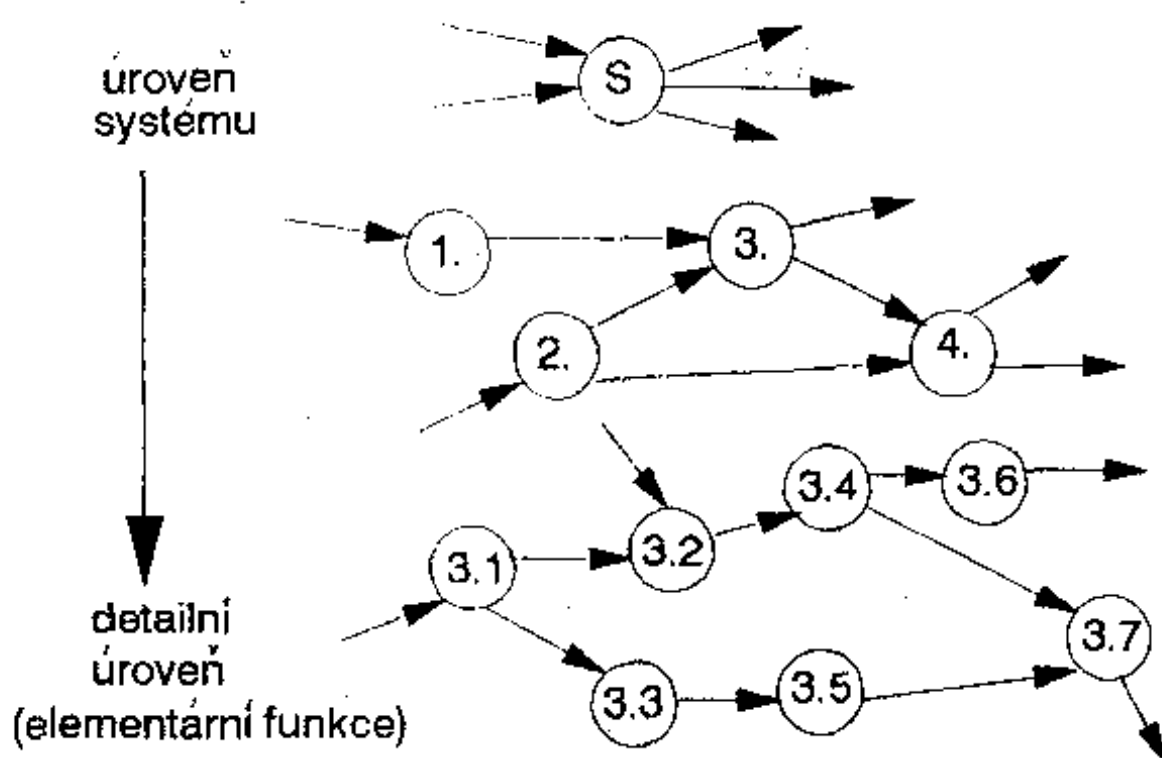 úroveň
systému
S
1.
3.
2.
4.
3.4
3.6
3.1
3.2
3.7
3.3
3.5
detailní
úroveň
(elementární funkce)